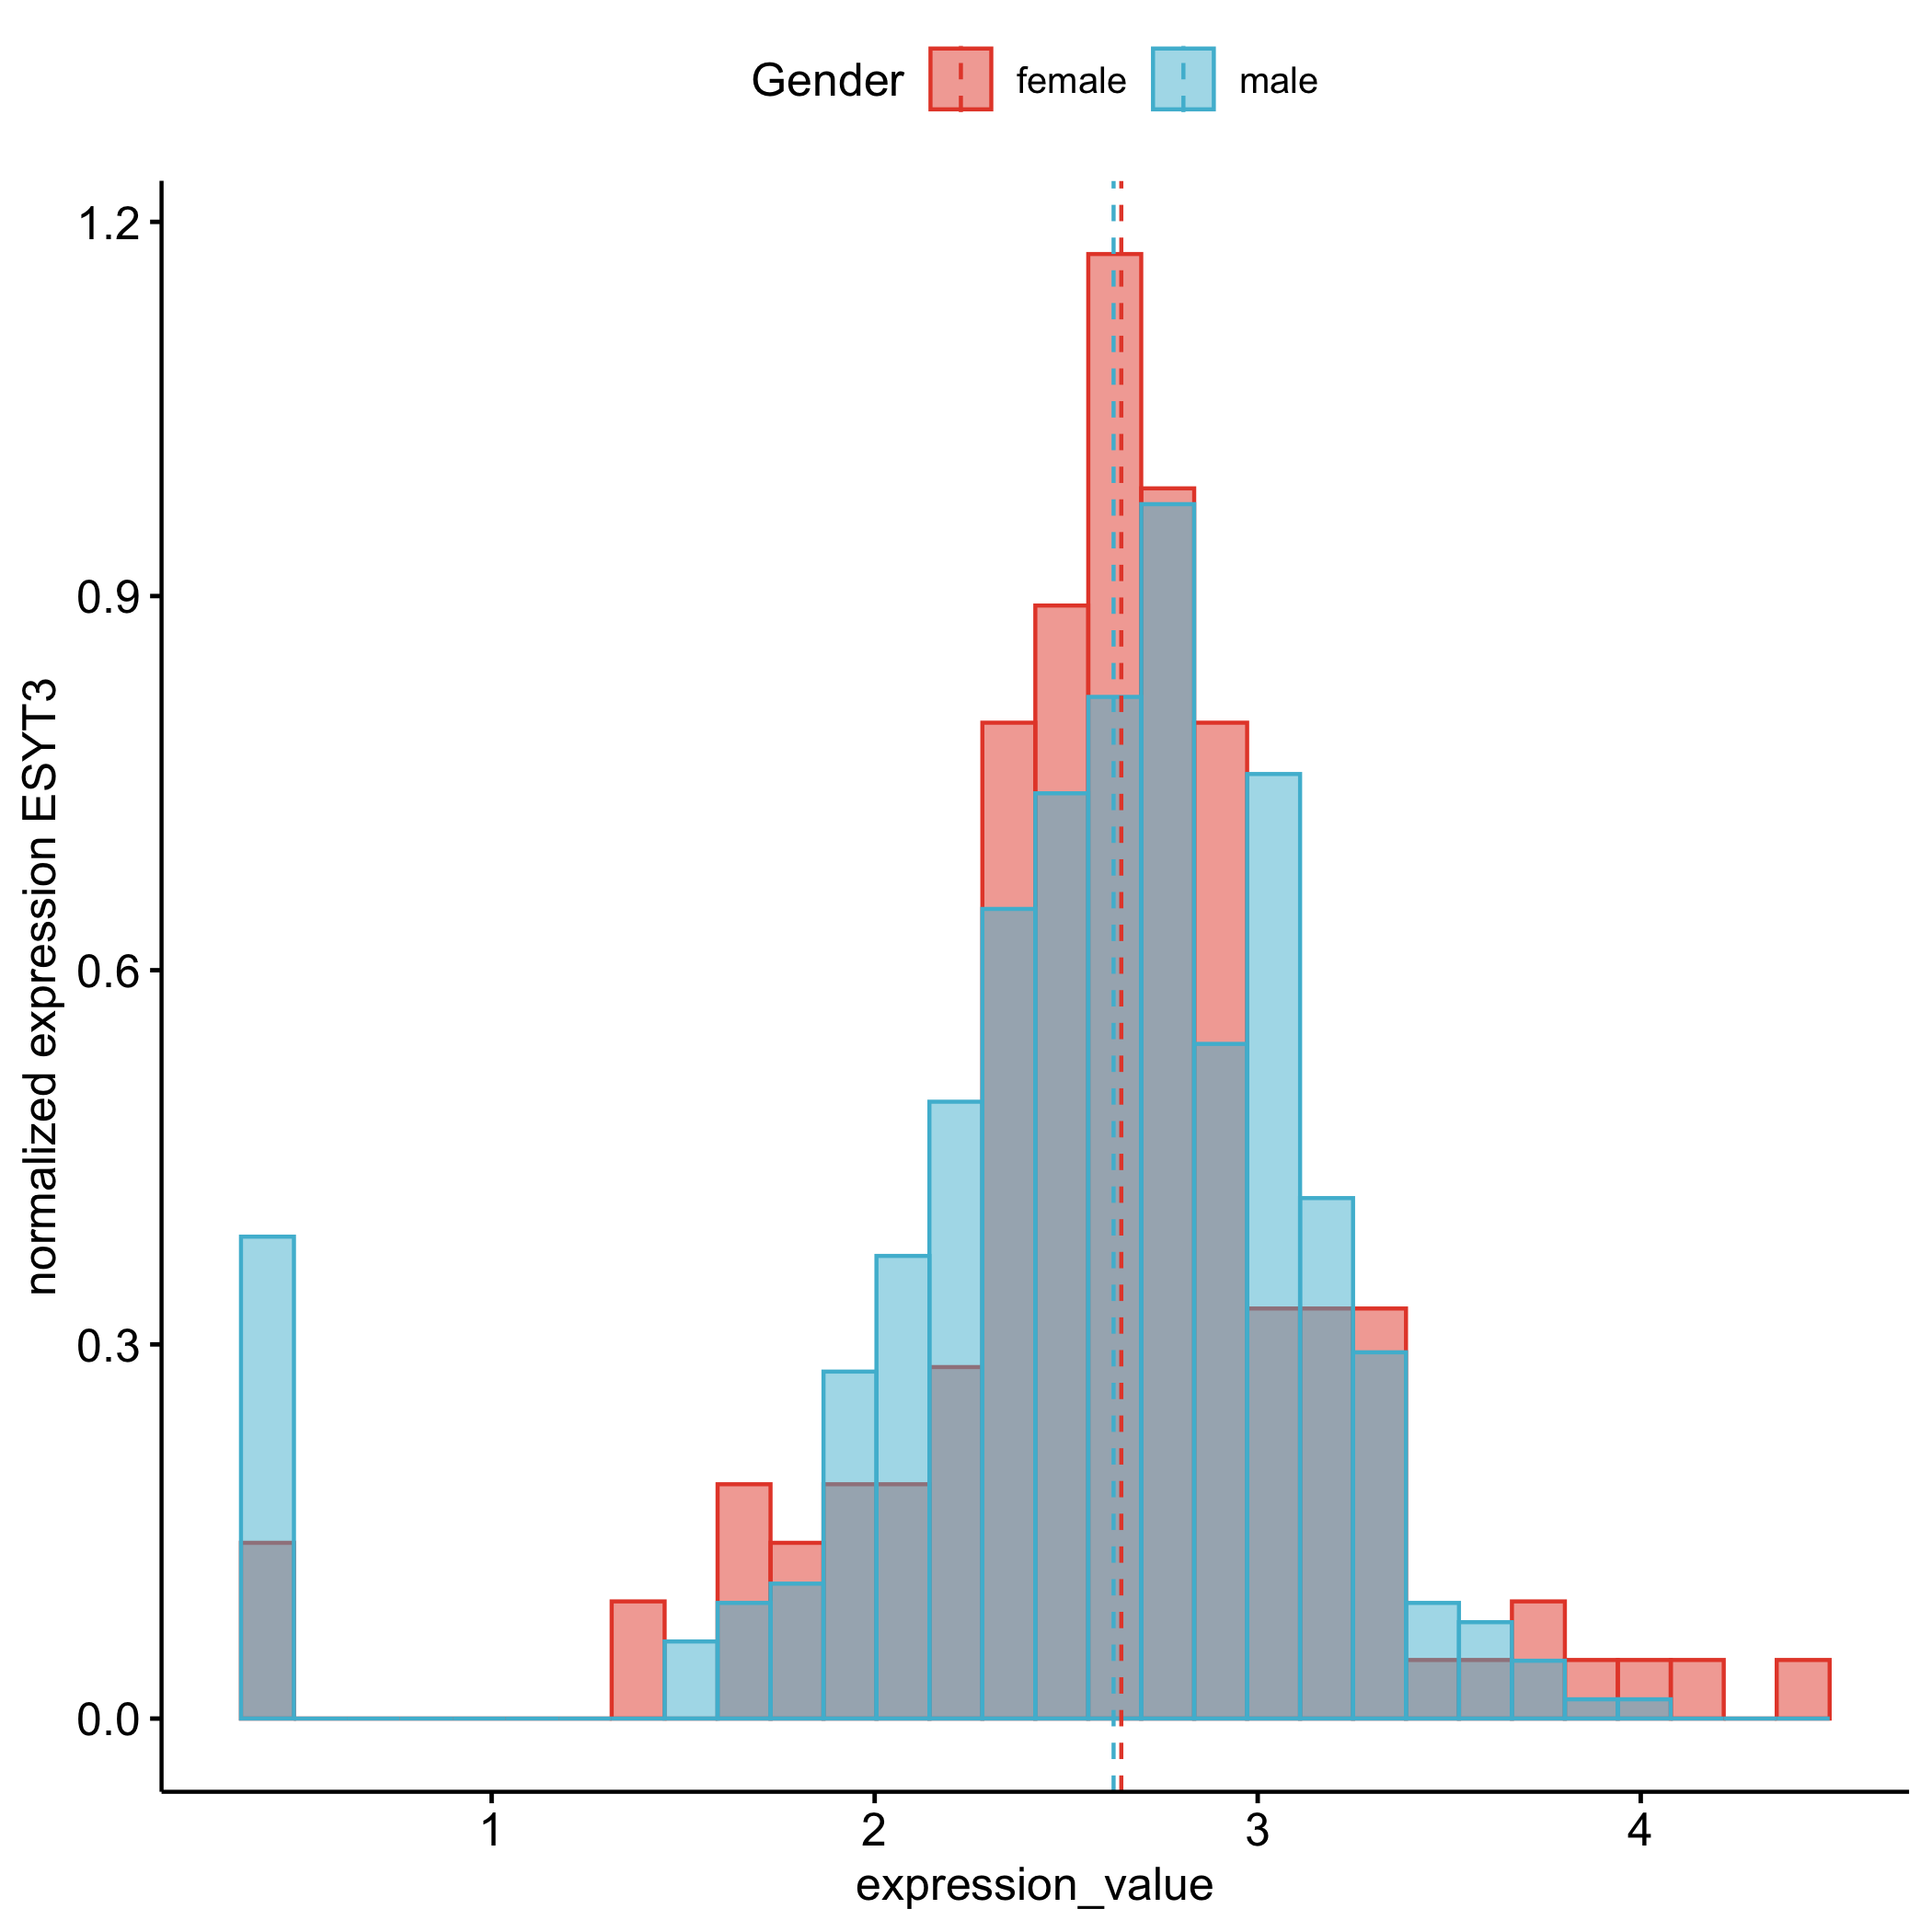 Gender female male
1.2
0.9
0.6
0.3
0.0
normalized expression ESYT3
1 2 3 4
expression_value